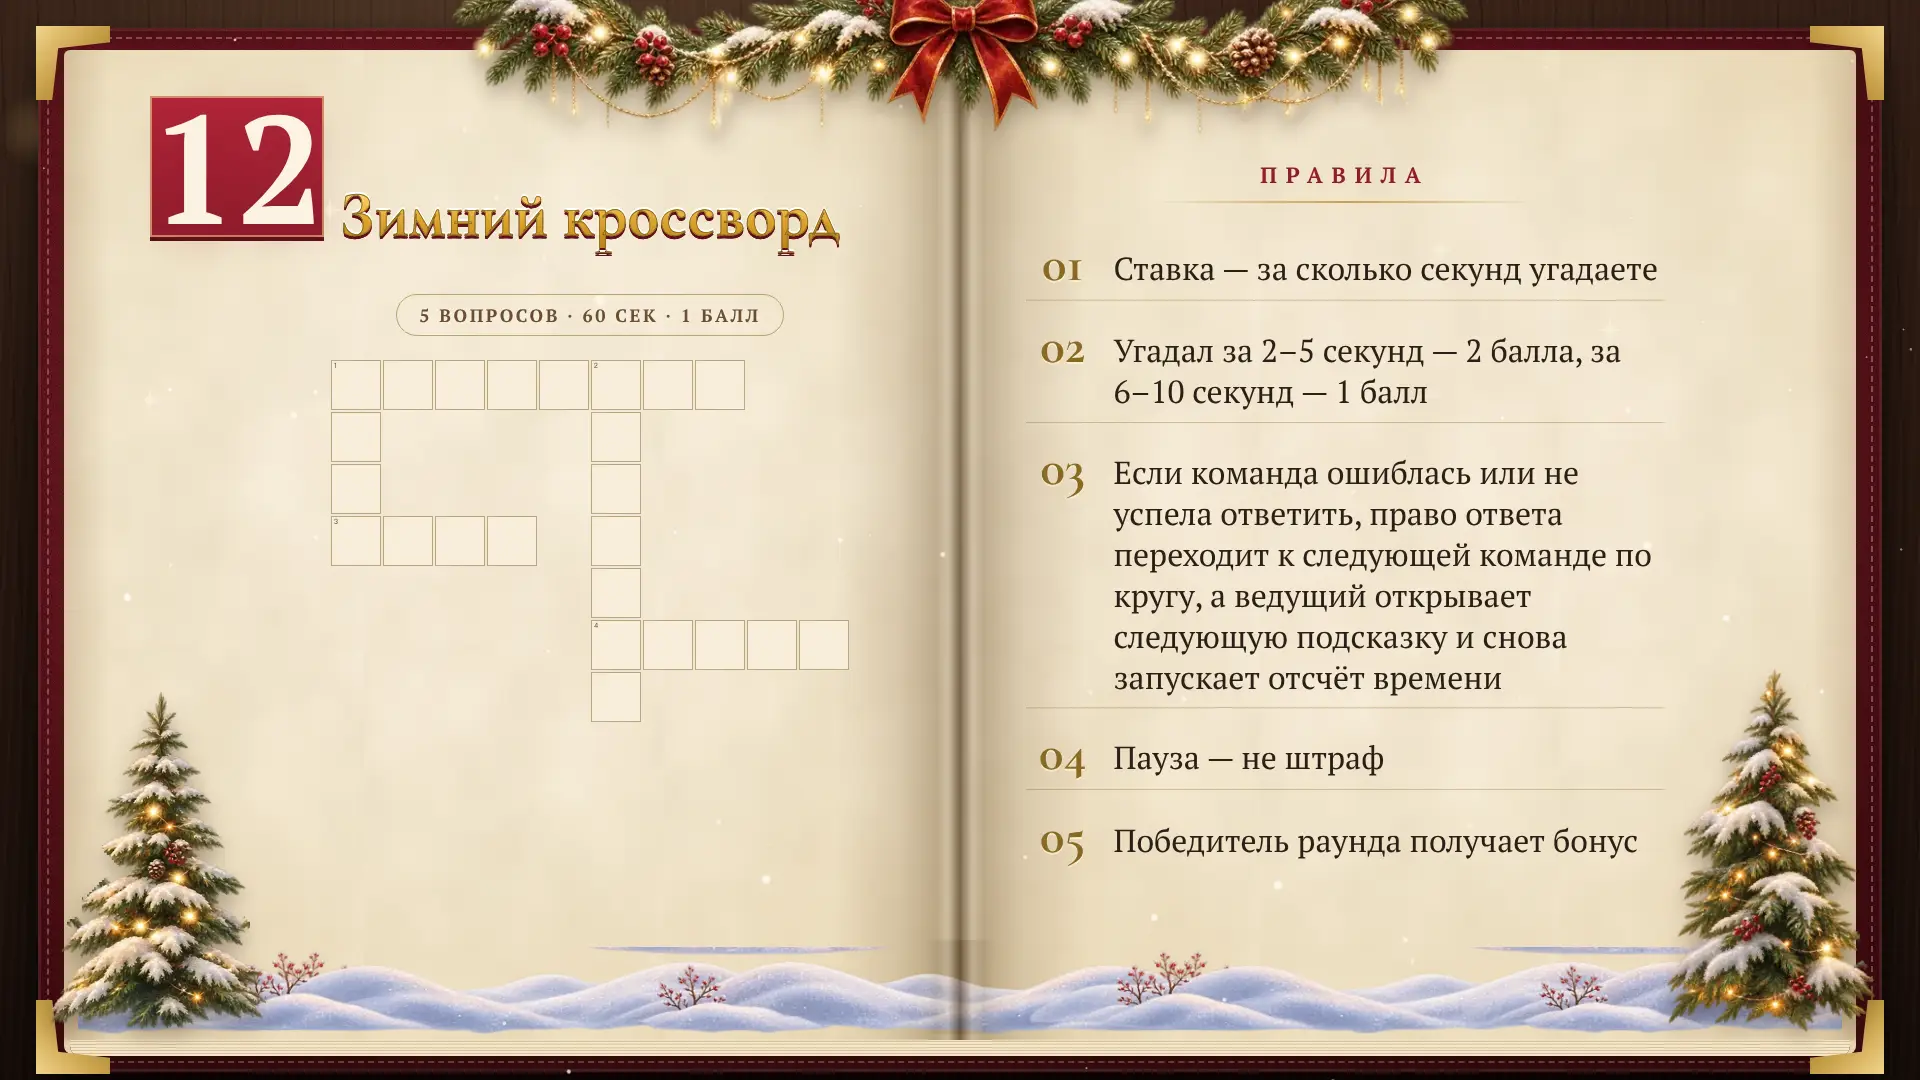 12
Зимний кроссворд
5 ВОПРОСОВ · 60 СЕК · 1 БАЛЛ
1
2
3
4
ПРАВИЛА
01 Ставка — за сколько секунд угадаете
02 Угадал за 2–5 секунд — 2 балла, за
6–10 секунд — 1 балл
03 Если команда ошиблась или не
успела ответить, право ответа
переходит к следующей команде по
кругу, а ведущий открывает
следующую подсказку и снова
запускает отсчёт времени
04 Пауза — не штраф
05 Победитель раунда получает бонус